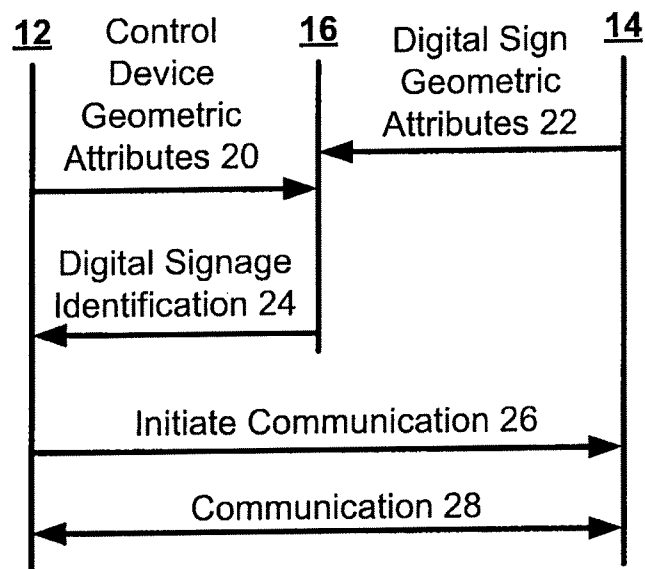 12
16
14
Control
Device
Geometric
Attributes 20
Digital Sign
Geometric
Attributes 22
Digital Signage
Identification 24
Initiate Communication 26
Communication 28